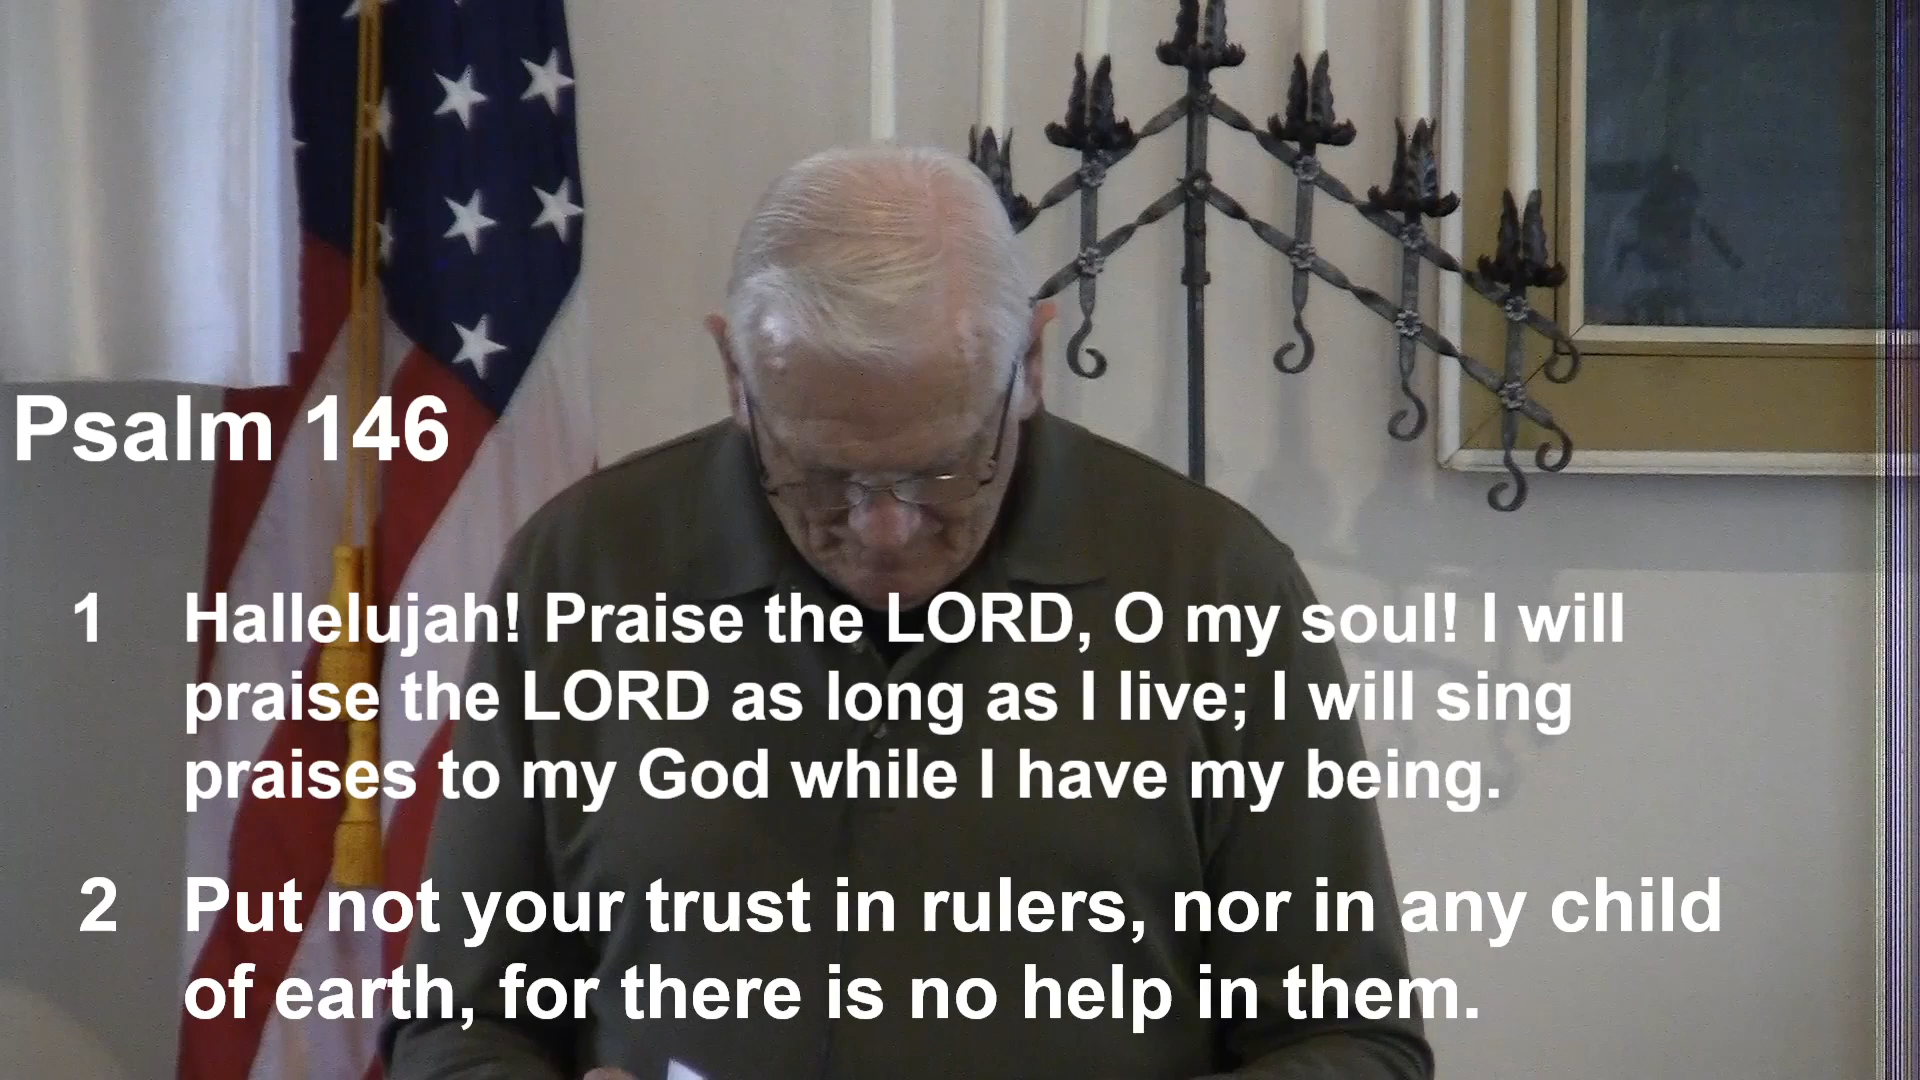 Psalm 146
1 Hallelujah! Praise the LORD, O my soul! I will
praise the LORD as long as I live; I will sing
praises to my God while I have my being.
2 Put not your trust in rulers, nor in any child
of earth, for there is no help in them.